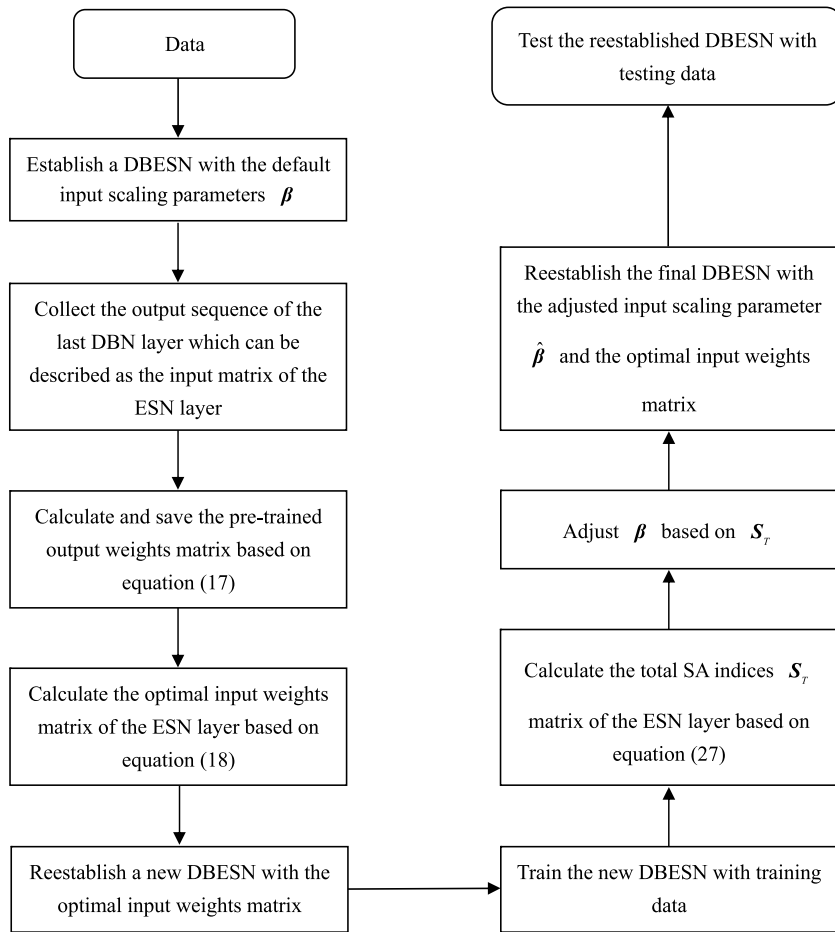 Data
Establish a DBESN with the default
input scaling parameters β
Collect the output sequence of the
last DBN layer which can be
described as the input matrix of the
ESN layer
Calculate and save the pre-trained
output weights matrix based on
equation (17)
Calculate the optimal input weights
matrix of the ESN layer based on
equation (18)
Reestablish a new DBESN with the
optimal input weights matrix
Train the new DBESN with training
data
Calculate the total SA indices S_T
matrix of the ESN layer based on
equation (27)
Adjust β based on S_T
Reestablish the final DBESN with
the adjusted input scaling parameter
β̂ and the optimal input weights
matrix
Test the reestablished DBESN with
testing data